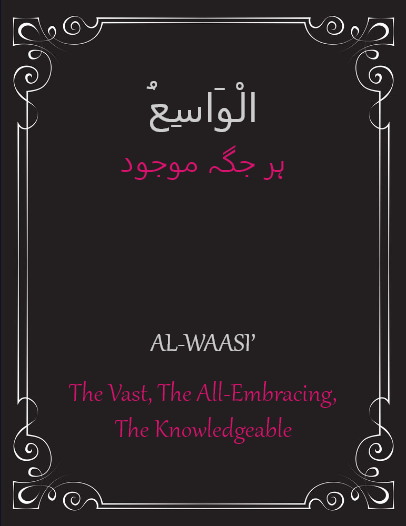 الْوَاسِعُ
ہر جگہ موجود
AL-WAASI’
The Vast, The All-Embracing,
The Knowledgeable